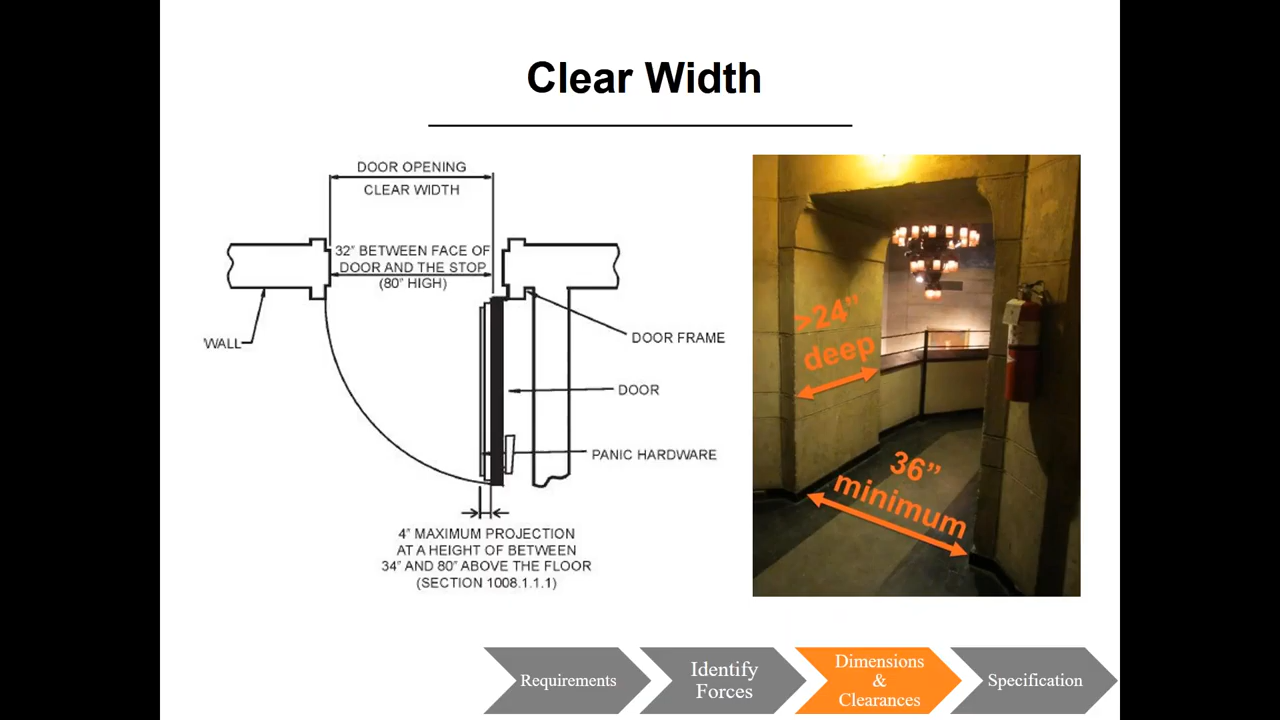 Clear Width
DOOR OPENING
CLEAR WIDTH
32" BETWEEN FACE OF
DOOR AND THE STOP
(80" HIGH)
WALL
DOOR FRAME
DOOR
PANIC HARDWARE
4" MAXIMUM PROJECTION
AT A HEIGHT OF BETWEEN
34" AND 80" ABOVE THE FLOOR
(SECTION 1008.1.1.1)
>24”
deep
36”
minimum
Requirements
Identify
Forces
Dimensions
&
Clearances
Specification